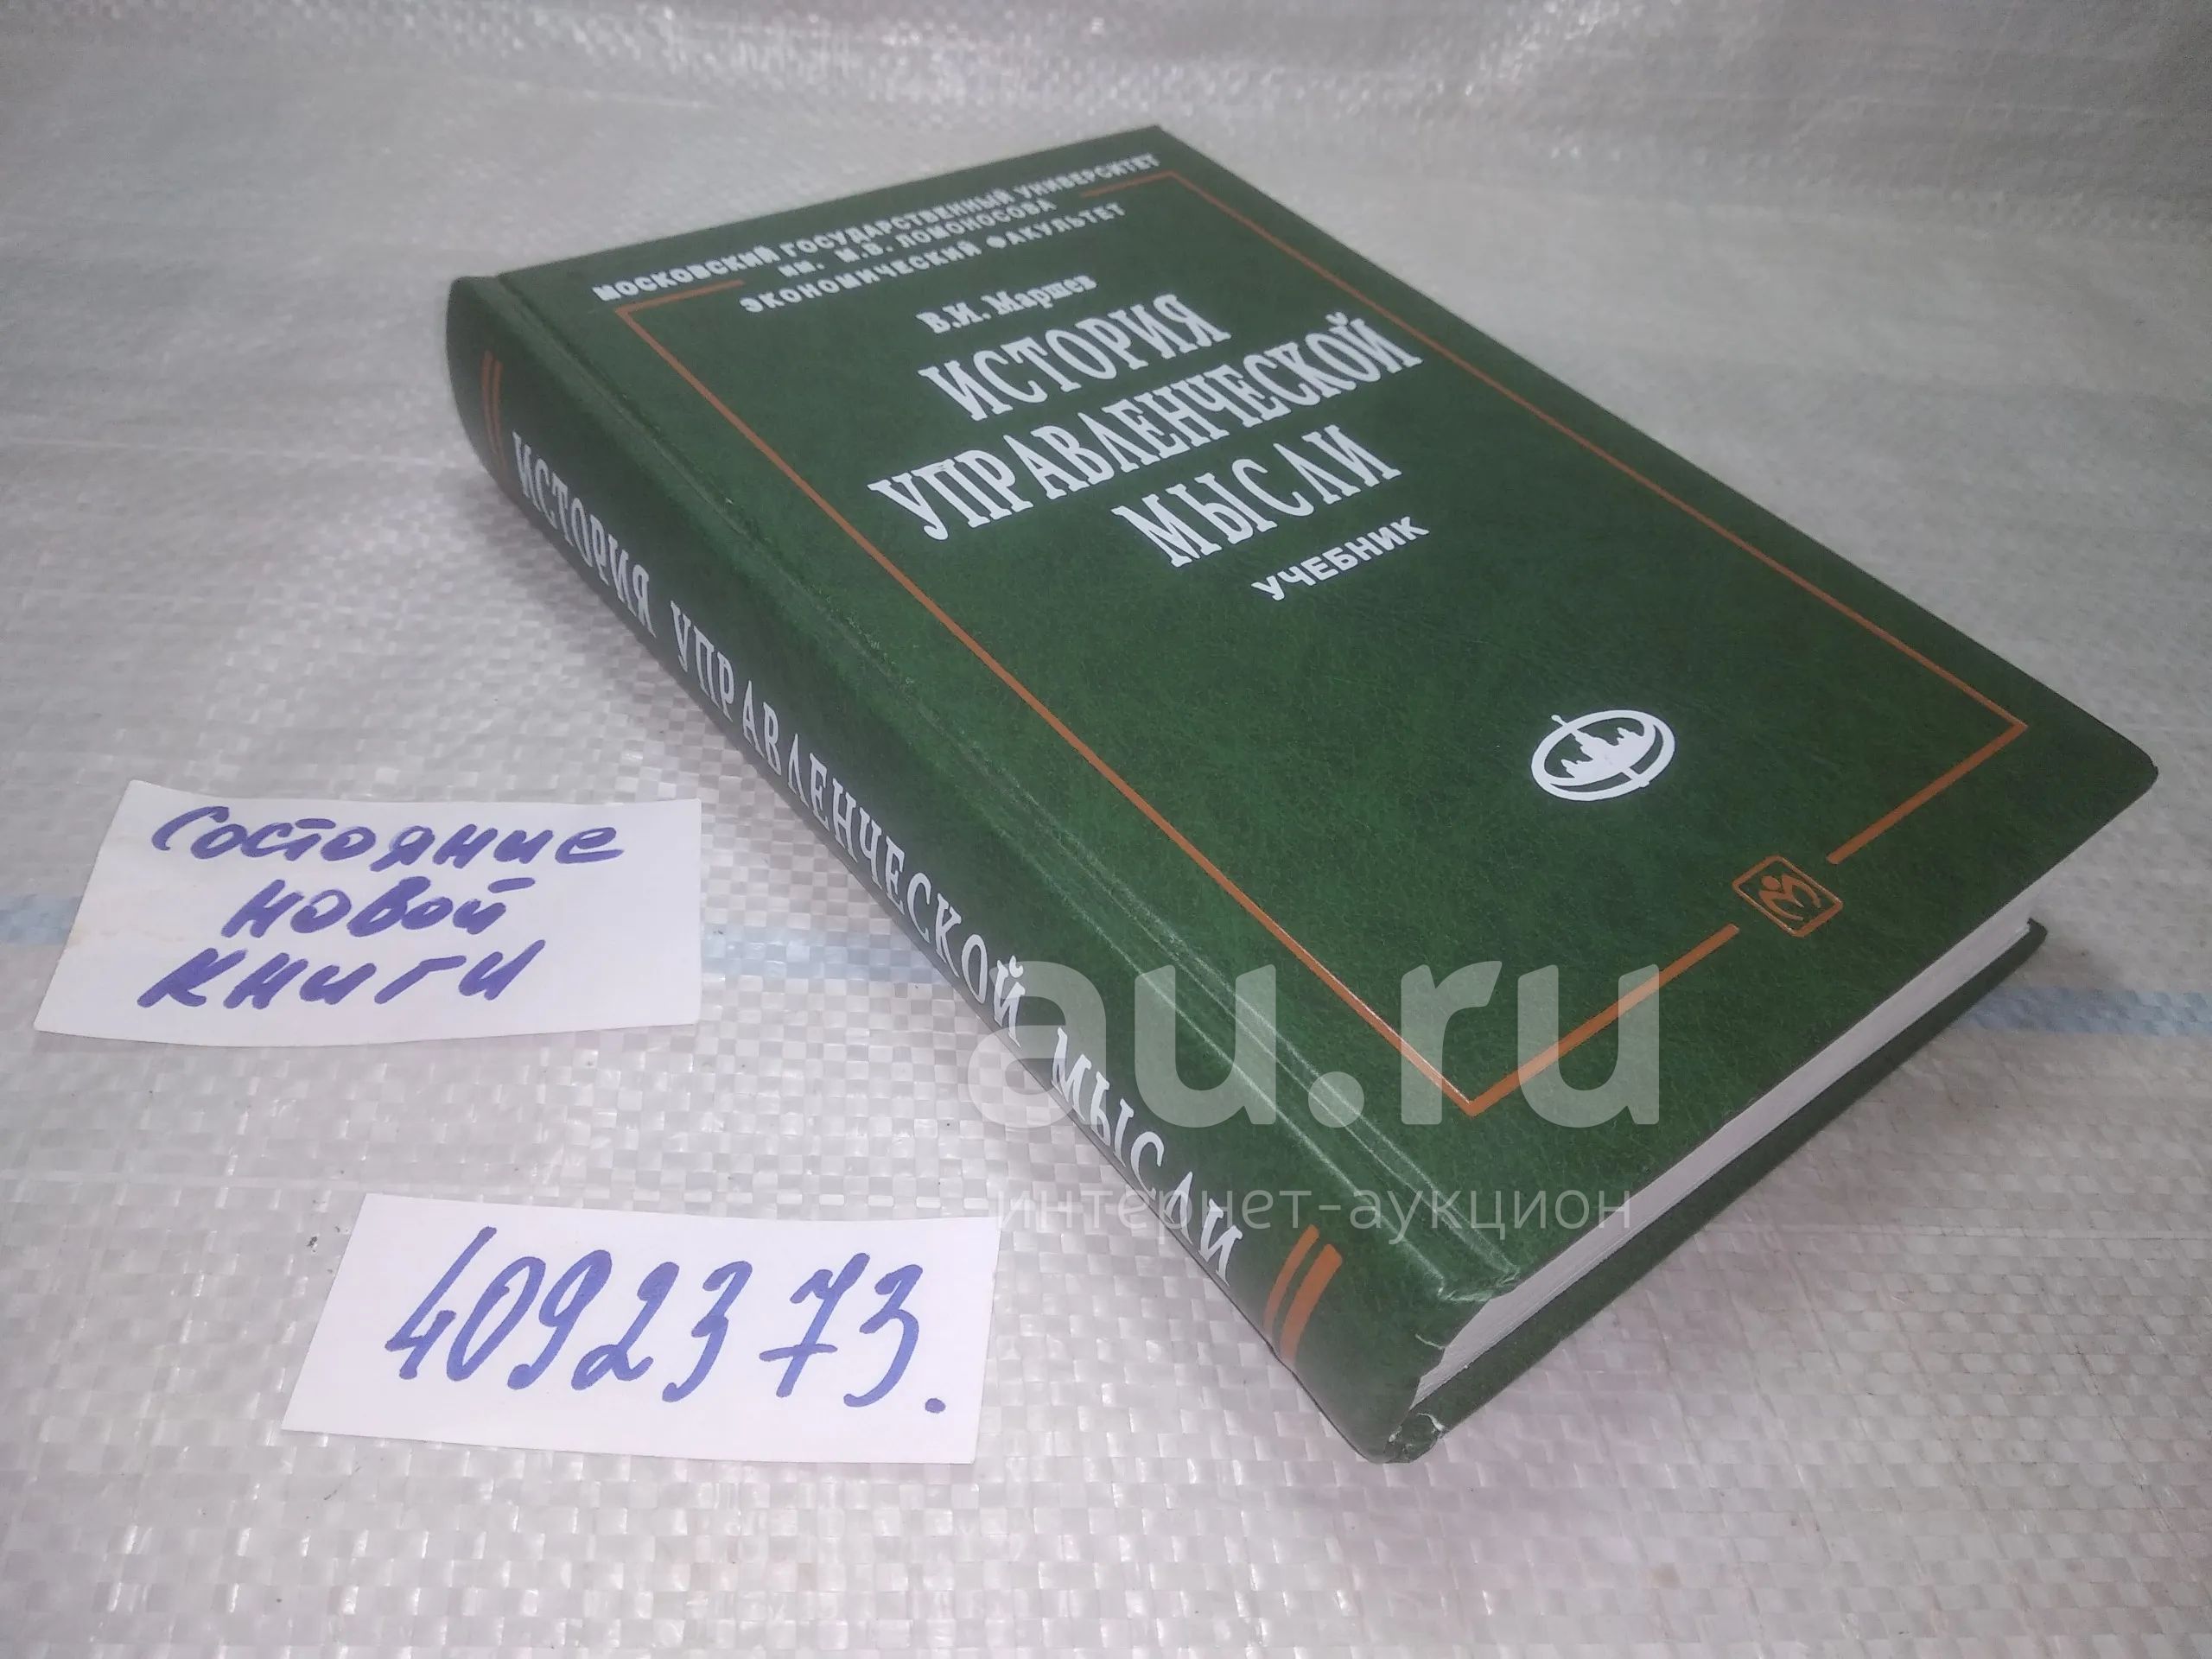 МОСКОВСКИЙ ГОСУДАРСТВЕННЫЙ УНИВЕРСИТЕТ
им. М.В. ЛОМОНОСОВА
ЭКОНОМИЧЕСКИЙ ФАКУЛЬТЕТ
В.И. Маршев
ИСТОРИЯ
УПРАВЛЕНЧЕСКОЙ
МЫСЛИ
УЧЕБНИК
ИСТОРИЯ УПРАВЛЕНЧЕСКОЙ МЫСЛИ
Состояние
новой
книги
4092373.
au.ru
интернет-аукцион